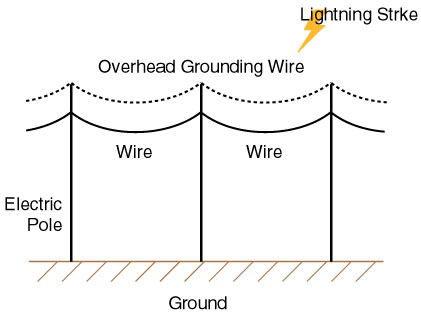 Lightning Strke
Overhead Grounding Wire
Wire
Wire
Electric
Pole
Ground